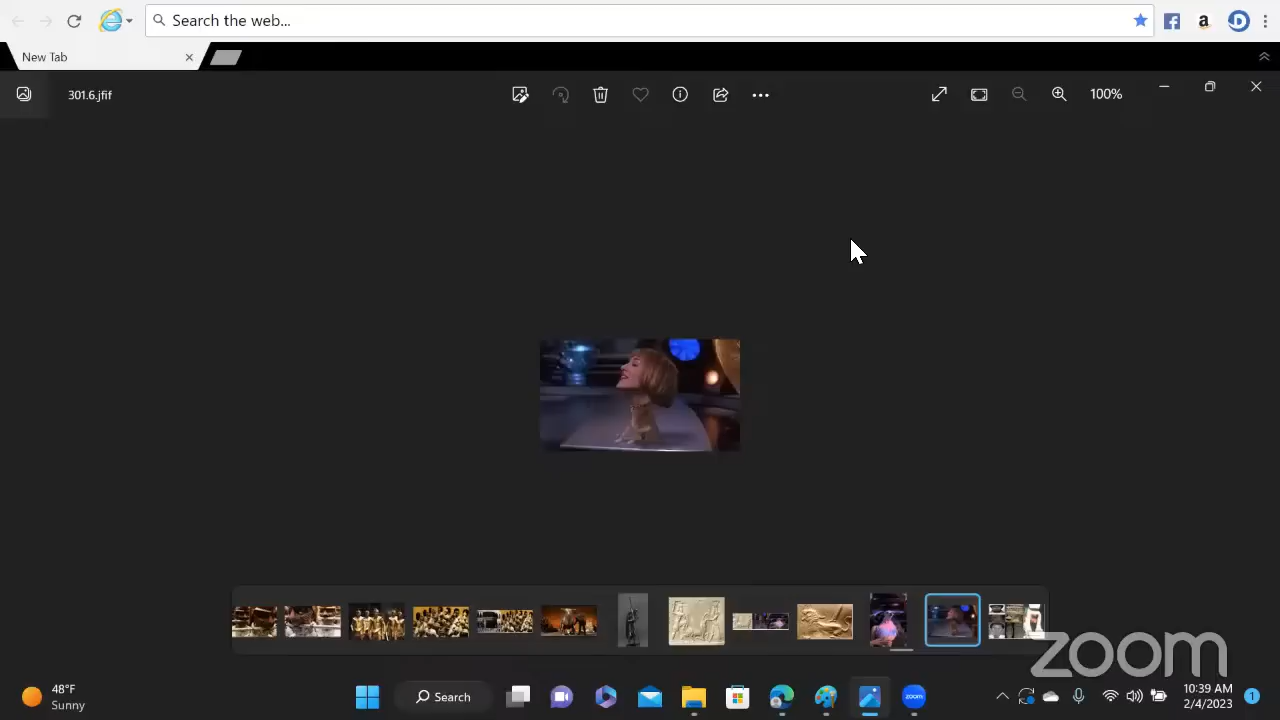 Search the web...
New Tab
301.6.jfif
100%
zoom
48°F
Sunny
Search
zoom
10:39 AM
2/4/2023
1